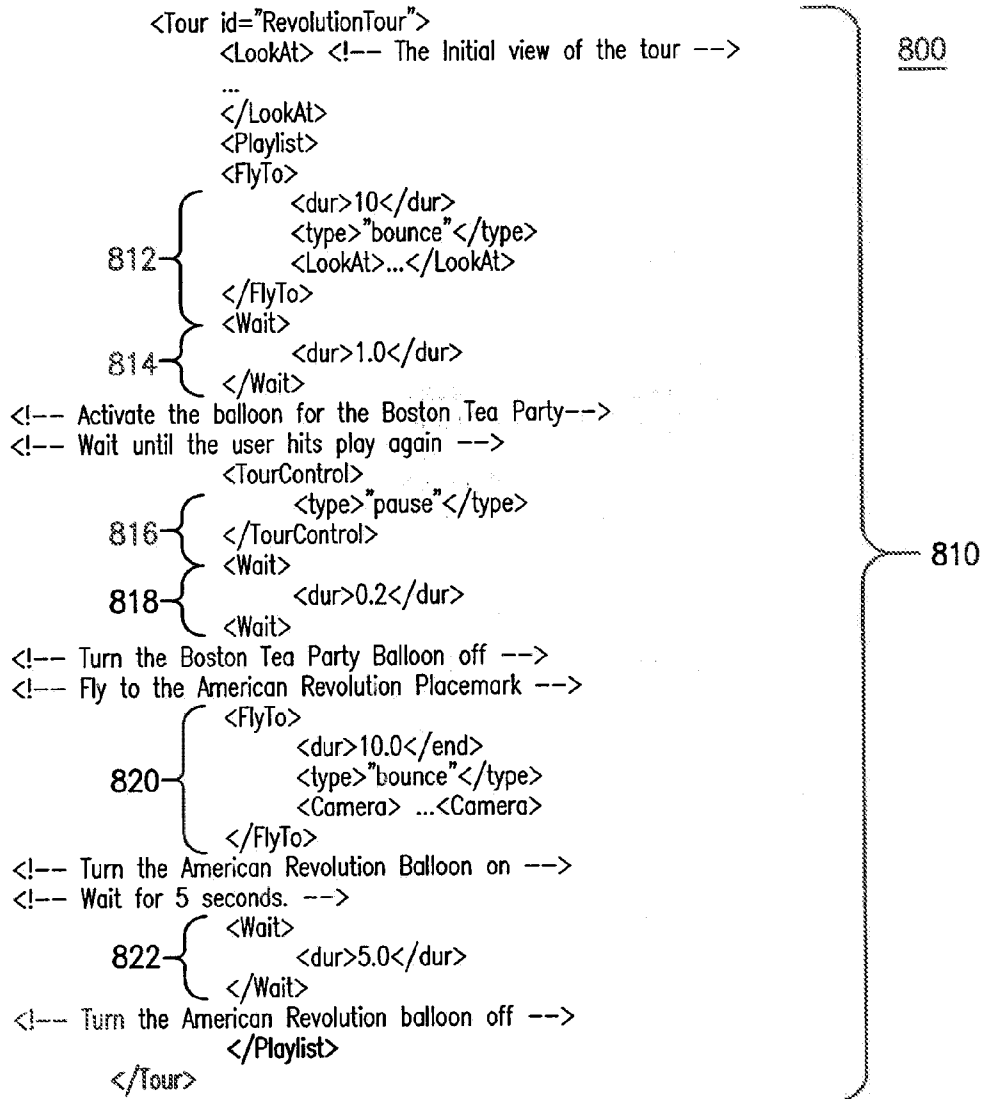 <Tour id="RevolutionTour">
<LookAt> <!-- The Initial view of the tour -->
800
...
</LookAt>
<Playlist>
<FlyTo>
<dur>10</dur>
<type>"bounce"</type>
812
<LookAt>...</LookAt>
</FlyTo>
<Wait>
814
<dur>1.0</dur>
</Wait>
<!-- Activate the balloon for the Boston Tea Party-->
<!-- Wait until the user hits play again -->
<TourControl>
<type>"pause"</type>
816
</TourControl>
810
<Wait>
818
<dur>0.2</dur>
<Wait>
<!-- Turn the Boston Tea Party Balloon off -->
<!-- Fly to the American Revolution Placemark -->
<FlyTo>
<dur>10.0</end>
820
<type>"bounce"</type>
<Camera> ...<Camera>
</FlyTo>
<!-- Turn the American Revolution Balloon on -->
<!-- Wait for 5 seconds. -->
<Wait>
822
<dur>5.0</dur>
</Wait>
<!-- Turn the American Revolution balloon off -->
</Playlist>
</Tour>